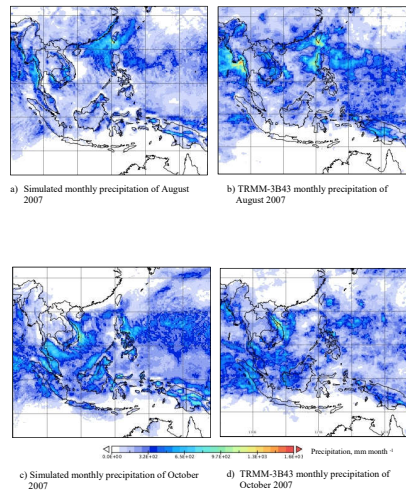 a) Simulated monthly precipitation of August
2007
b) TRMM-3B43 monthly precipitation of
August 2007
0.0E+00 3.2E+02 6.5E+02 9.7E+02 1.3E+03 1.6E+03
Precipitation, mm month -1
c) Simulated monthly precipitation of October
2007
d) TRMM-3B43 monthly precipitation of
October 2007